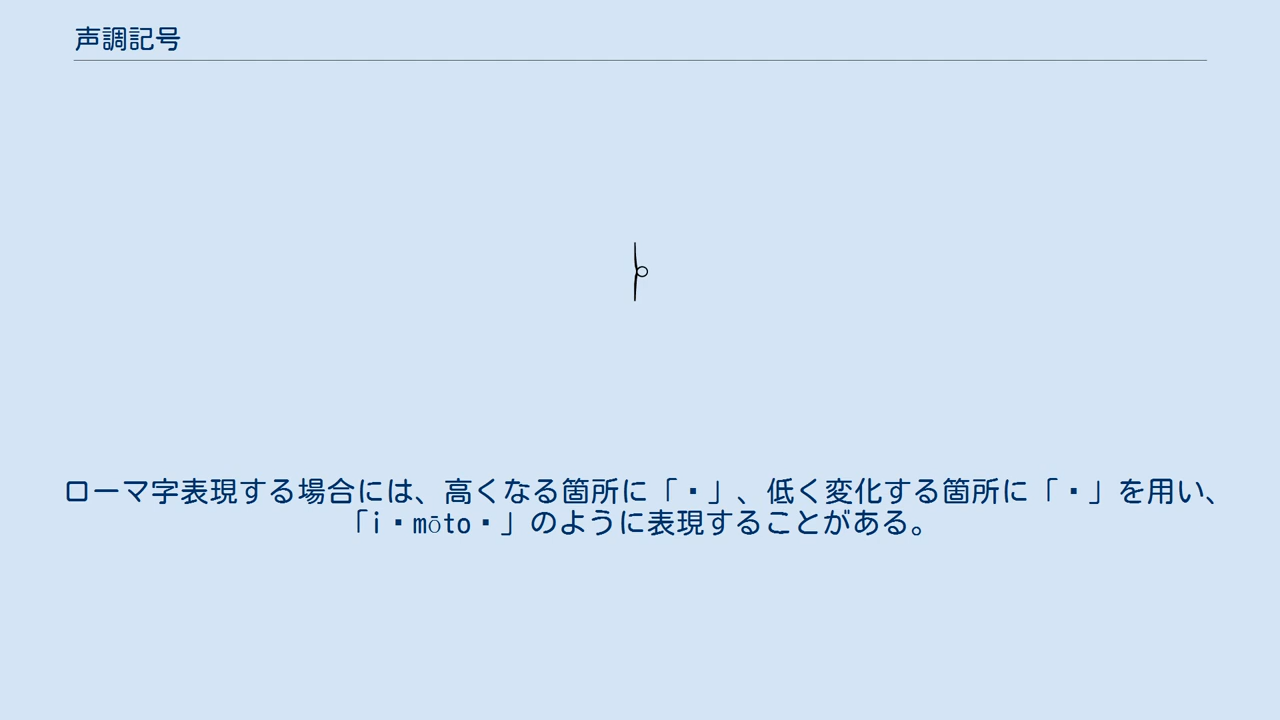 声調記号
ローマ字表現する場合には、高くなる箇所に「·」、低く変化する箇所に「·」を用い、
「i·mōto·」のように表現することがある。